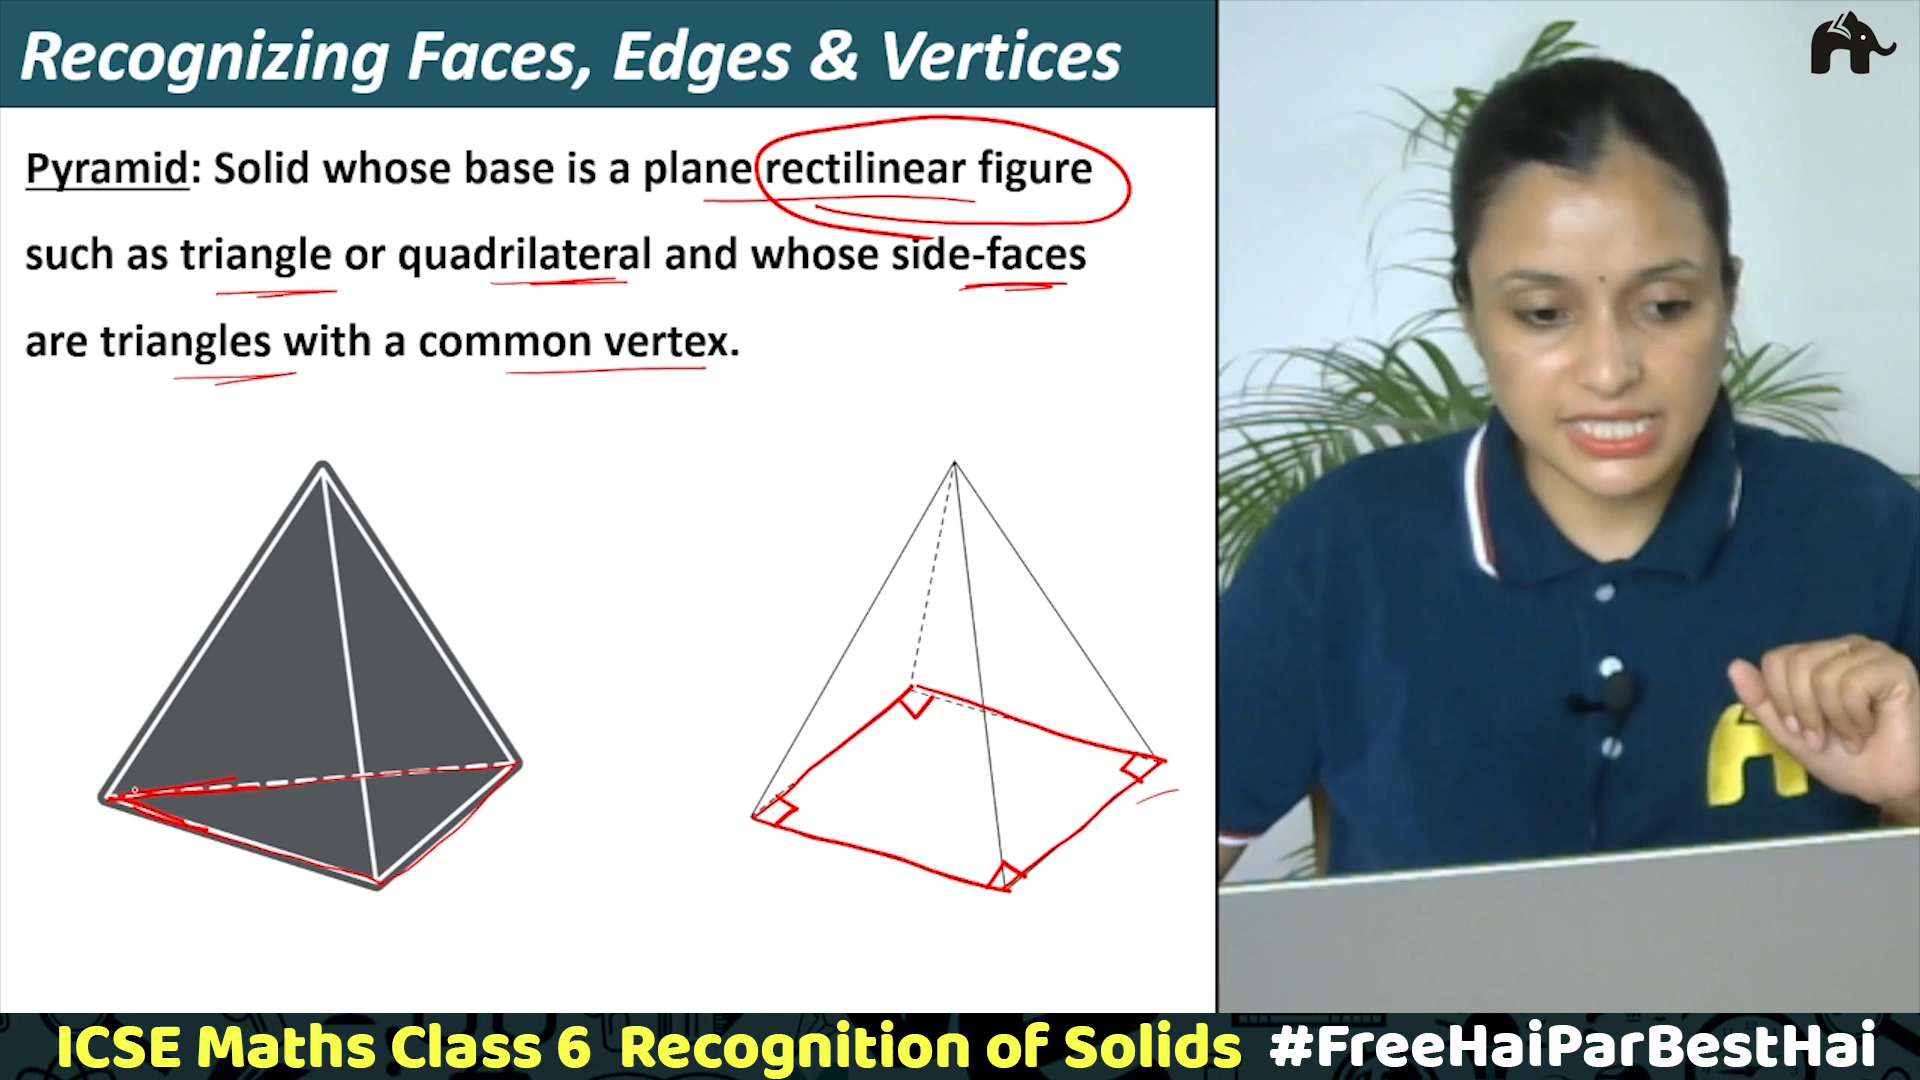 Recognizing Faces, Edges & Vertices
Pyramid: Solid whose base is a plane rectilinear figure
such as triangle or quadrilateral and whose side-faces
are triangles with a common vertex.
ICSE Maths Class 6 Recognition of Solids #FreeHaiParBestHai